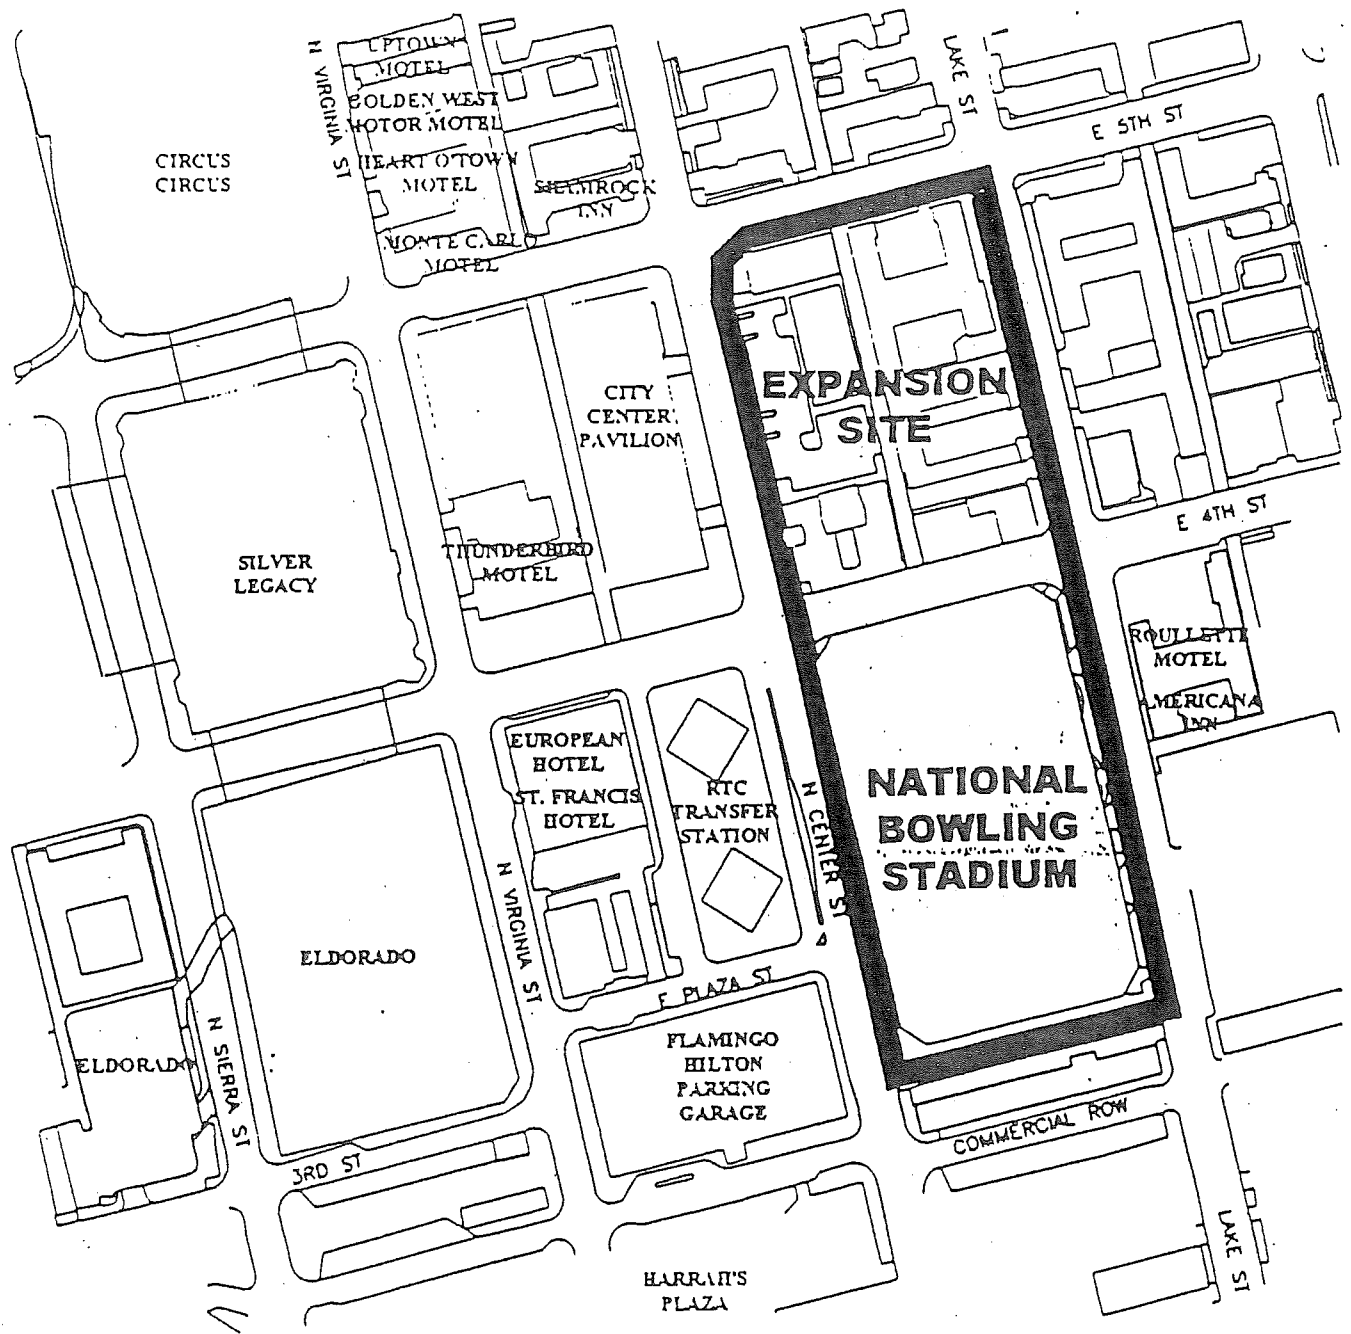 UPTOWN
MOTEL
GOLDEN WEST
MOTOR MOTEL
HEART O'TOWN
MOTEL
SHAMROCK
INN
MONTE CARLO
MOTEL
N VIRGINIA ST
LAKE ST
E 5TH ST
CIRCUS
CIRCUS
CITY
CENTER
PAVILION
EXPANSION
SITE
E 4TH ST
SILVER
LEGACY
THUNDERBIRD
MOTEL
ROULLETTE
MOTEL
AMERICANA
INN
EUROPEAN
HOTEL
ST. FRANCIS
HOTEL
RTC
TRANSFER
STATION
N CENTER ST
NATIONAL
BOWLING
STADIUM
N VIRGINIA ST
ELDORADO
E PLAZA ST
ELDORADO
N SIERRA ST
FLAMINGO
HILTON
PARKING
GARAGE
COMMERCIAL ROW
3RD ST
LAKE ST
HARRAH'S
PLAZA